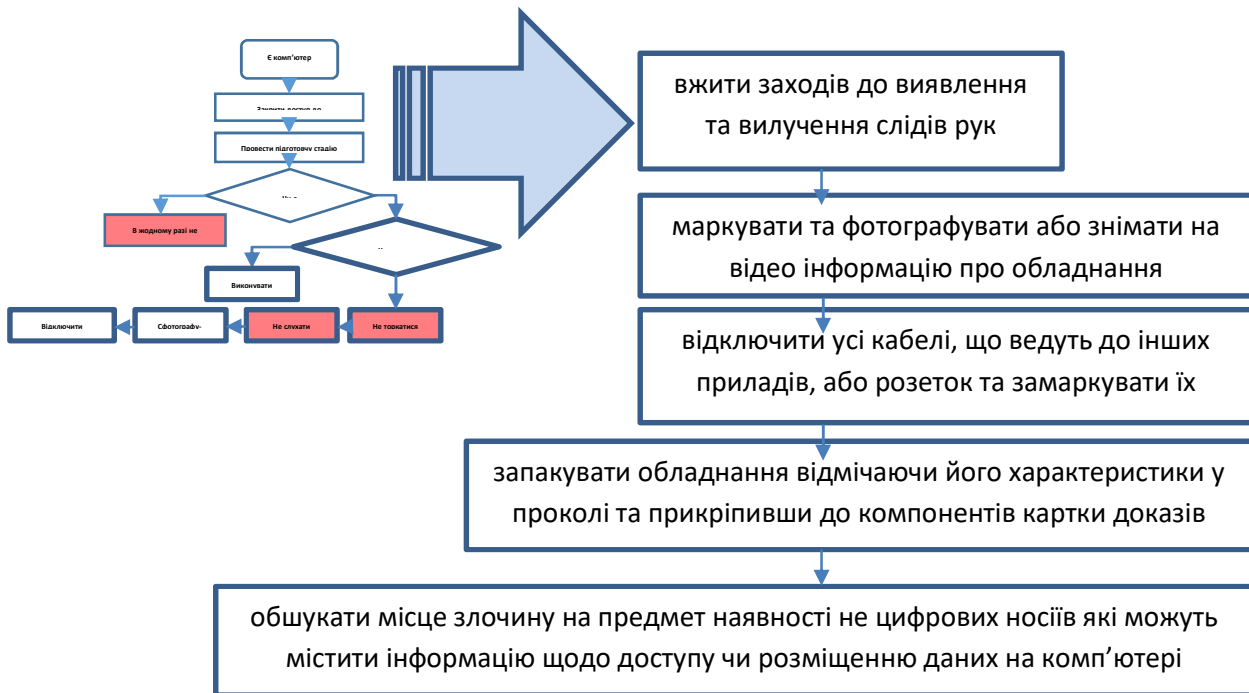 Є комп’ютер
Провести підготовчу стадію
В жодному разі не
Виконувати
Відключити
Сфотографу-
Не слухати
Не торкатися
вжити заходів до виявлення
та вилучення слідів рук
маркувати та фотографувати або знімати на
відео інформацію про обладнання
відключити усі кабелі, що ведуть до інших
приладів, або розеток та замаркувати їх
запакувати обладнання відмічаючи його характеристики у
проколі та прикріпивши до компонентів картки доказів
обшукати місце злочину на предмет наявності не цифрових носіїв які можуть
містити інформацію щодо доступу чи розміщенню даних на комп’ютері